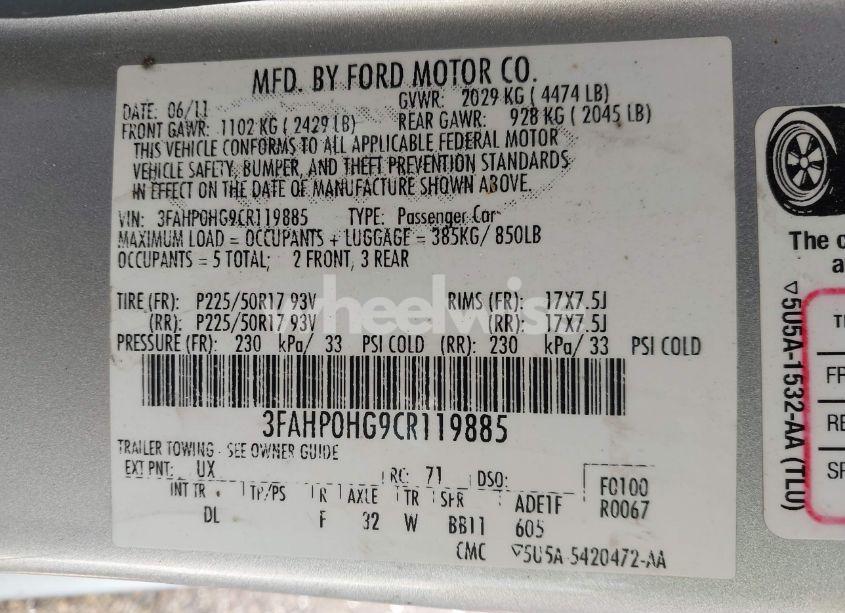 MFD. BY FORD MOTOR CO.
DATE: 06/11 GVWR: 2029 KG ( 4474 LB)
FRONT GAWR: 1102 KG ( 2429 LB) REAR GAWR: 928 KG ( 2045 LB)
THIS VEHICLE CONFORMS TO ALL APPLICABLE FEDERAL MOTOR
VEHICLE SAFETY, BUMPER, AND THEFT PREVENTION STANDARDS
IN EFFECT ON THE DATE OF MANUFACTURE SHOWN ABOVE.
VIN: 3FAHP0HG9CR119885 TYPE: Passenger Car
MAXIMUM LOAD = OCCUPANTS + LUGGAGE = 385KG/ 850LB
OCCUPANTS = 5 TOTAL; 2 FRONT, 3 REAR
TIRE (FR): P225/50R17 93V RIMS (FR): 17X7.5J
(RR): P225/50R17 93V (RR): 17X7.5J
wheelwise
PRESSURE (FR): 230 kPa/ 33 PSI COLD (RR): 230 kPa/ 33 PSI COLD
3FAHP0HG9CR119885
TRAILER TOWING - SEE OWNER GUIDE
EXT PNT: UX RC: 71 DSO: F0100
INT TR TP/PS R AXLE TR SPR ADE1F R0067
DL F 32 W BB11 605
CMC ▽5U5A-5420472-AA
The
▽5U5A-1532-AA (TLU)
FR
RE
SP